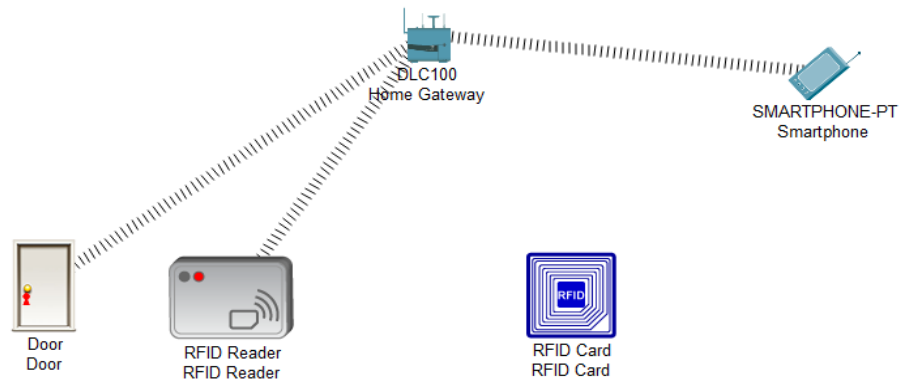 DLC100
Home Gateway
SMARTPHONE-PT
Smartphone
RFID
Door
Door
RFID Reader
RFID Reader
RFID Card
RFID Card